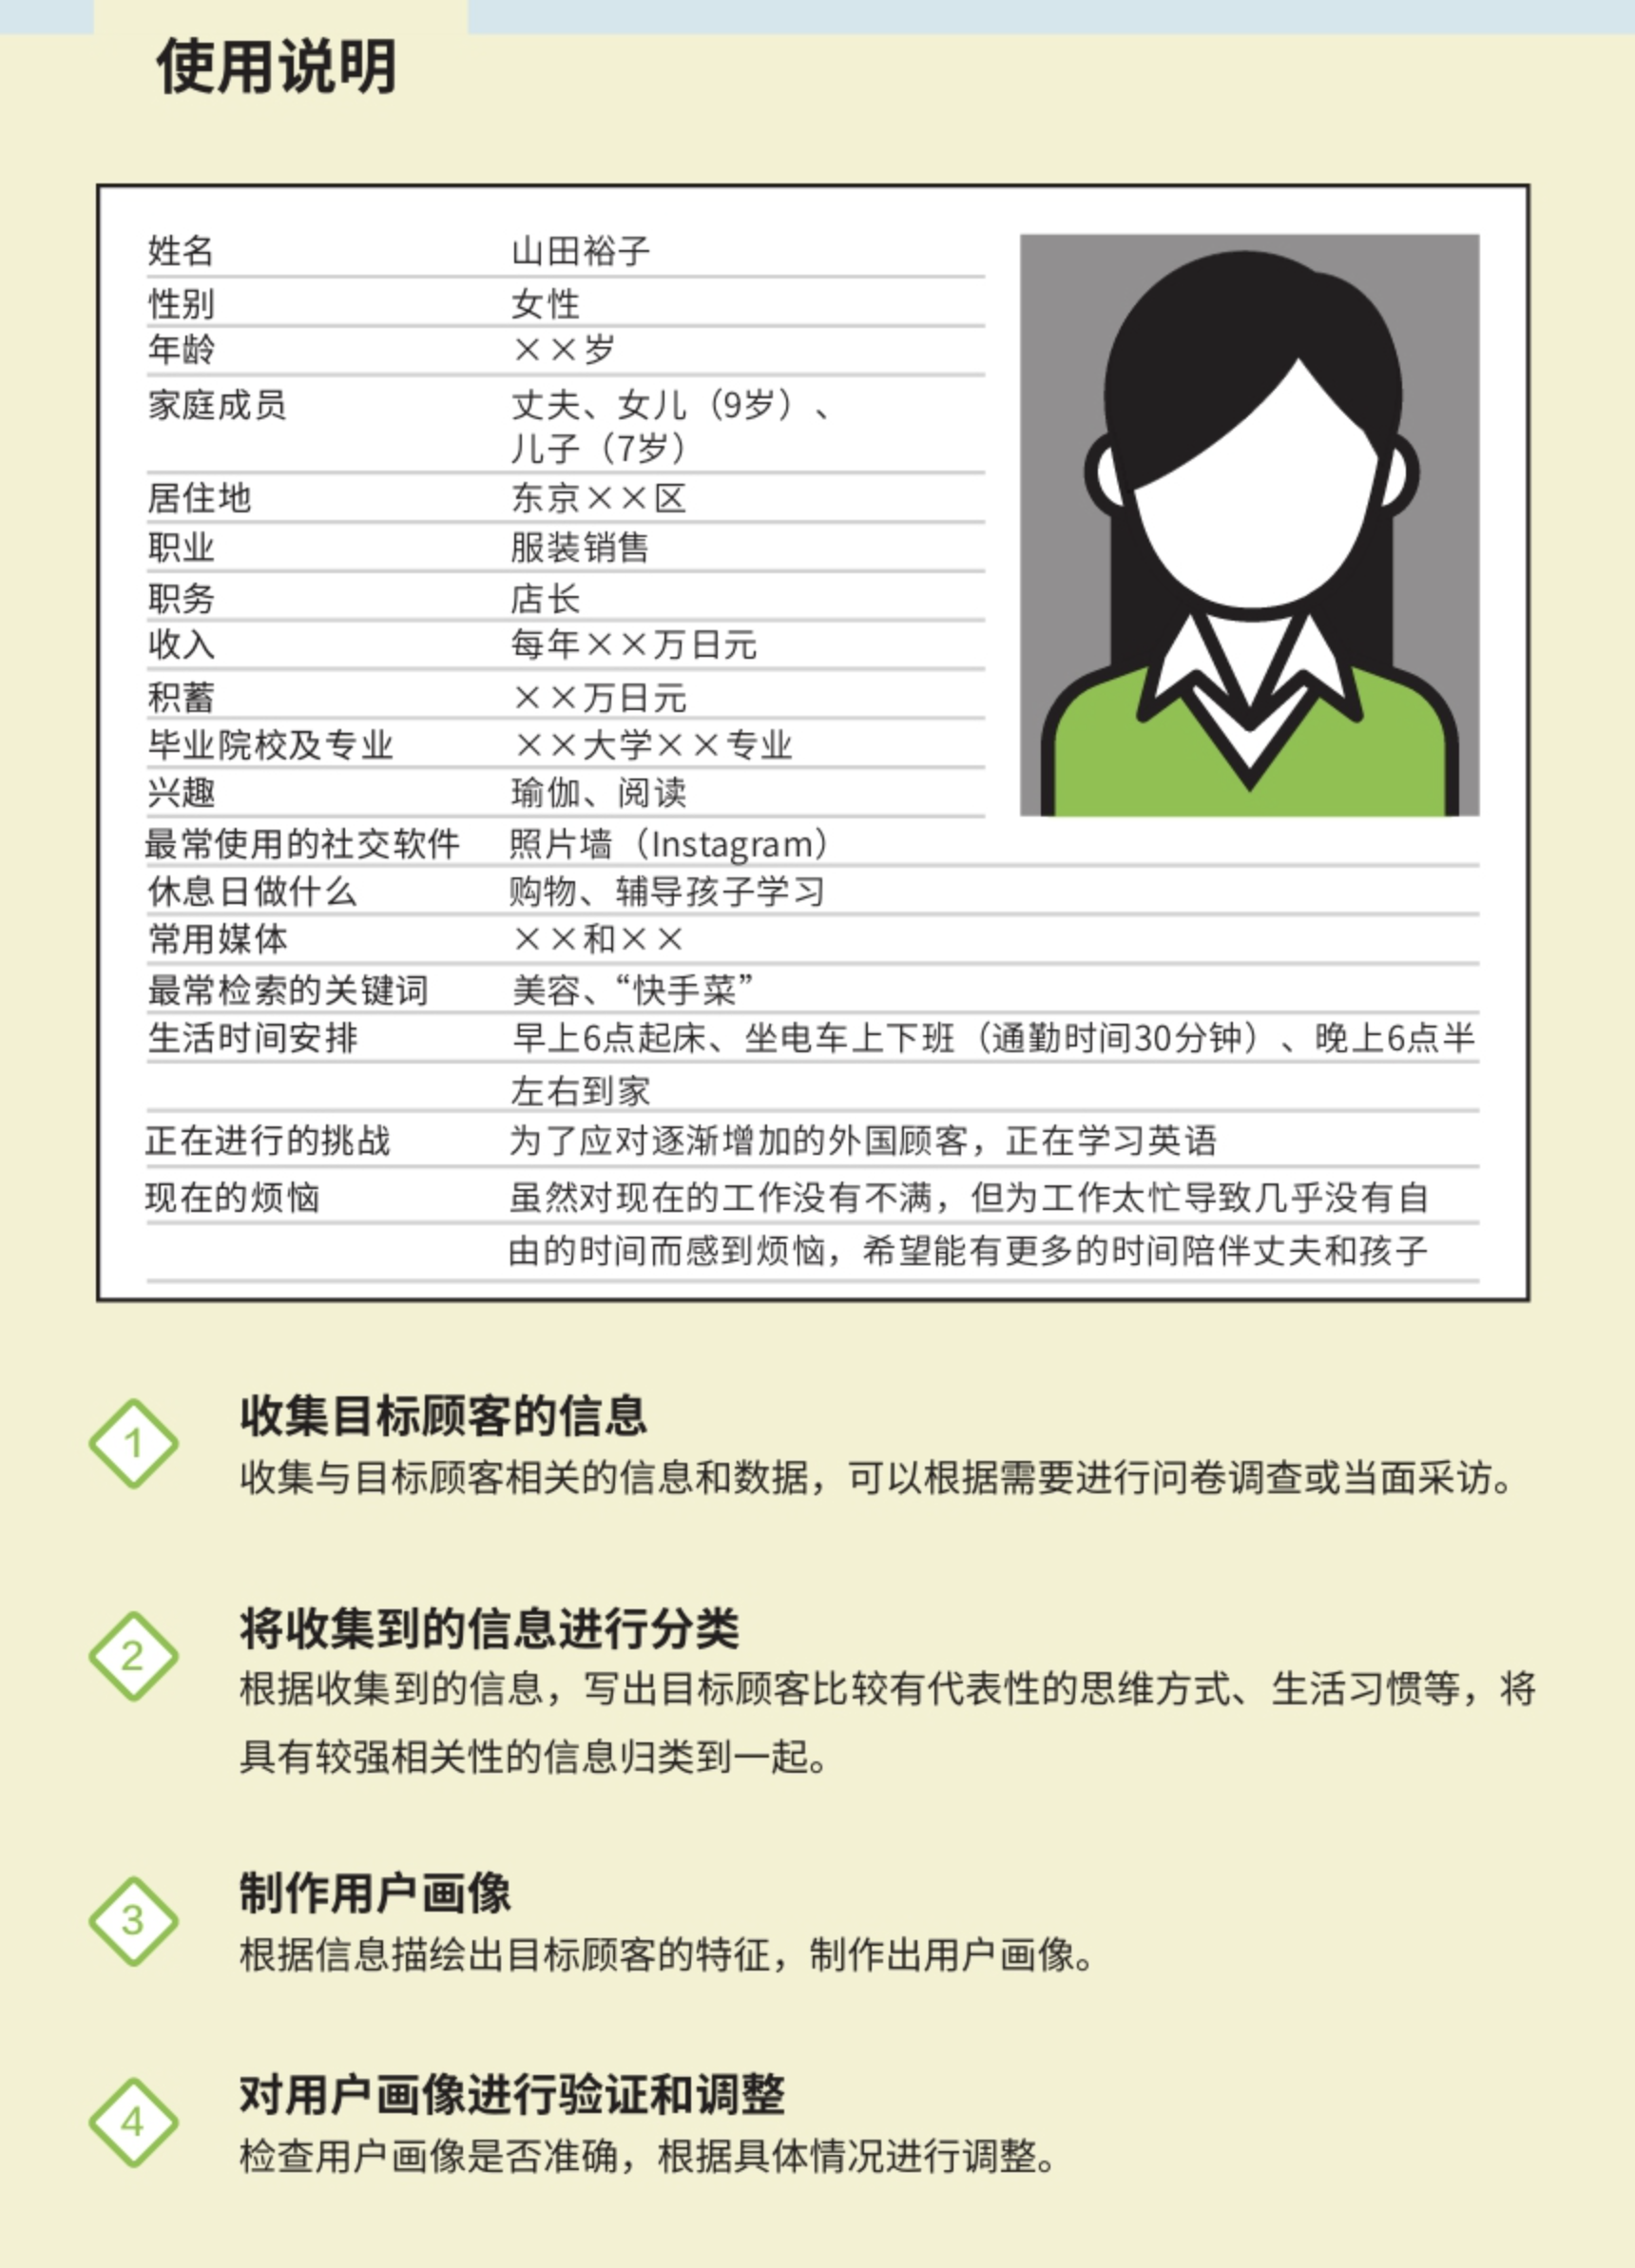 使用说明
姓名 山田裕子
性别 女性
年龄 ××岁
家庭成员 丈夫、女儿（9岁）、
儿子（7岁）
居住地 东京××区
职业 服装销售
职务 店长
收入 每年××万日元
积蓄 ××万日元
毕业院校及专业 ××大学××专业
兴趣 瑜伽、阅读
最常使用的社交软件 照片墙（Instagram）
休息日做什么 购物、辅导孩子学习
常用媒体 ××和××
最常检索的关键词 美容、“快手菜”
生活时间安排 早上6点起床、坐电车上下班（通勤时间30分钟）、晚上6点半
左右到家
正在进行的挑战 为了应对逐渐增加的外国顾客，正在学习英语
现在的烦恼 虽然对现在的工作没有不满，但为工作太忙导致几乎没有自
由的时间而感到烦恼，希望能有更多的时间陪伴丈夫和孩子
1 收集目标顾客的信息
收集与目标顾客相关的信息和数据，可以根据需要进行问卷调查或当面采访。
2 将收集到的信息进行分类
根据收集到的信息，写出目标顾客比较有代表性的思维方式、生活习惯等，将
具有较强相关性的信息归类到一起。
3 制作用户画像
根据信息描绘出目标顾客的特征，制作出用户画像。
4 对用户画像进行验证和调整
检查用户画像是否准确，根据具体情况进行调整。